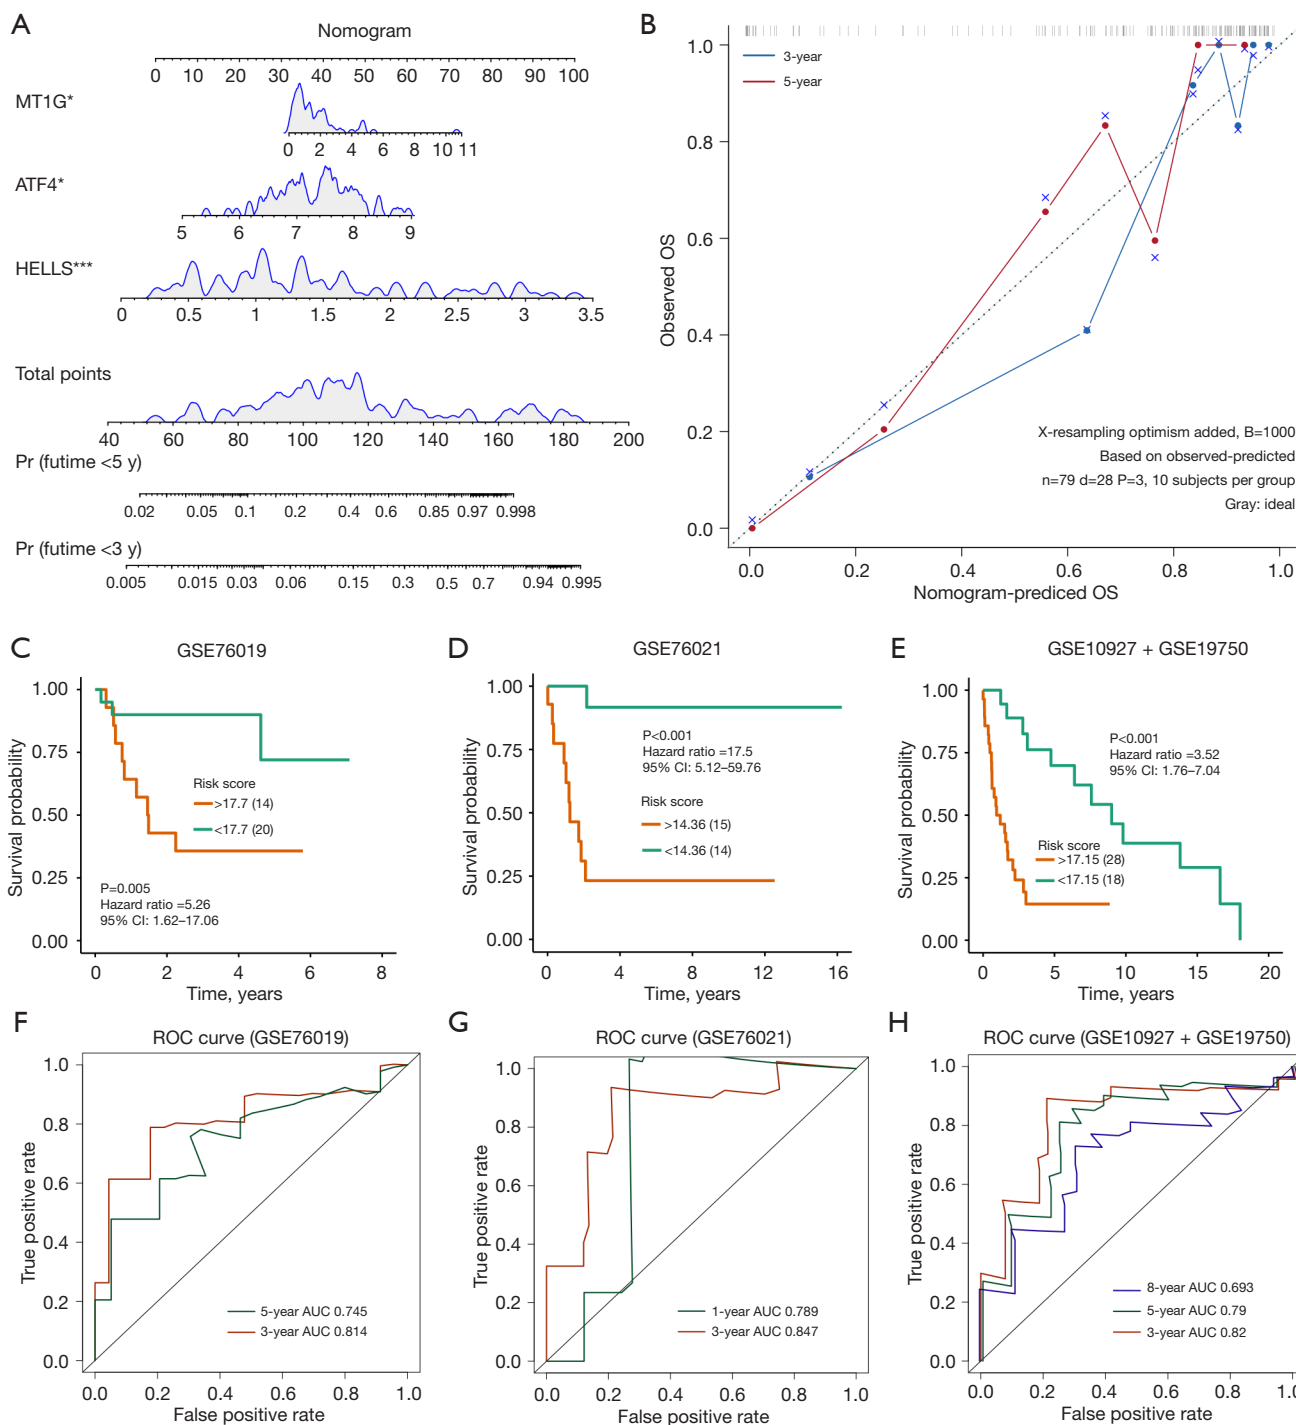 A
Nomogram
0 10 20 30 40 50 60 70 80 90 100
MT1G*
0 2 4 6 8 10 11
ATF4*
5 6 7 8 9
HELLS***
0 0.5 1 1.5 2 2.5 3 3.5
Total points
40 60 80 100 120 140 160 180 200
Pr (futime <5 y)
0.02 0.05 0.1 0.2 0.4 0.6 0.85 0.97 0.998
Pr (futime <3 y)
0.005 0.015 0.03 0.06 0.15 0.3 0.5 0.7 0.94 0.995
B
3-year
5-year
Observed OS
1.0
0.8
0.6
0.4
0.2
0.0
X-resampling optimism added, B=1000
Based on observed-predicted
n=79 d=28 P=3, 10 subjects per group
Gray: ideal
0.0 0.2 0.4 0.6 0.8 1.0
Nomogram-prediced OS
C
GSE76019
Survival probability
1.00
0.75
0.50
0.25
0.00
Risk score
>17.7 (14)
<17.7 (20)
P=0.005
Hazard ratio =5.26
95% CI: 1.62–17.06
0 2 4 6 8
Time, years
D
GSE76021
Survival probability
1.00
0.75
0.50
0.25
0.00
P<0.001
Hazard ratio =17.5
95% CI: 5.12–59.76
Risk score
>14.36 (15)
<14.36 (14)
0 4 8 12 16
Time, years
E
GSE10927 + GSE19750
Survival probability
1.00
0.75
0.50
0.25
0.00
P<0.001
Hazard ratio =3.52
95% CI: 1.76–7.04
Risk score
>17.15 (28)
<17.15 (18)
0 5 10 15 20
Time, years
F
ROC curve (GSE76019)
True positive rate
1.0
0.8
0.6
0.4
0.2
0.0
5-year AUC 0.745
3-year AUC 0.814
0.0 0.2 0.4 0.6 0.8 1.0
False positive rate
G
ROC curve (GSE76021)
True positive rate
1.0
0.8
0.6
0.4
0.2
0.0
1-year AUC 0.789
3-year AUC 0.847
0.0 0.2 0.4 0.6 0.8 1.0
False positive rate
H
ROC curve (GSE10927 + GSE19750)
True positive rate
1.0
0.8
0.6
0.4
0.2
0.0
8-year AUC 0.693
5-year AUC 0.79
3-year AUC 0.82
0.0 0.2 0.4 0.6 0.8 1.0
False positive rate